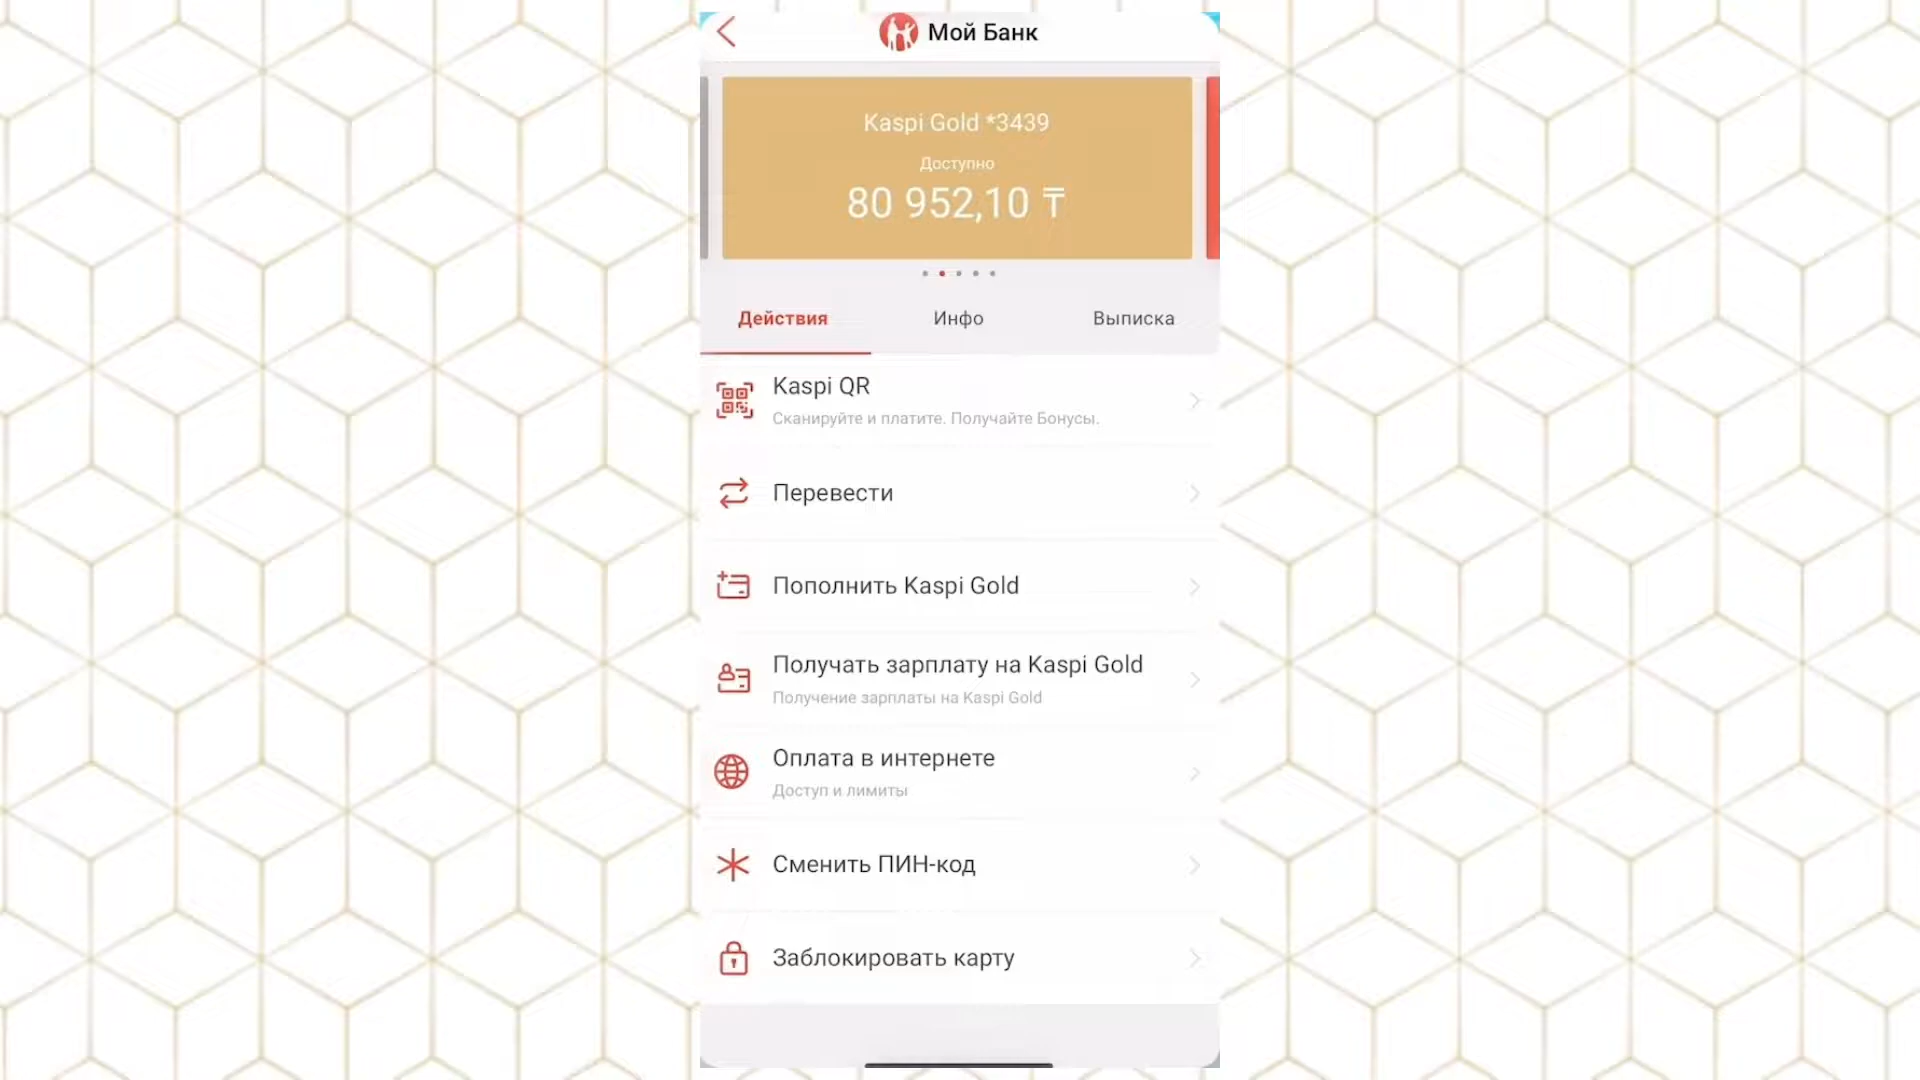 Мой Банк
Kaspi Gold *3439
Доступно
80 952,10 ₸
Действия
Инфо
Выписка
Kaspi QR
Сканируйте и платите. Получайте Бонусы.
Перевести
Пополнить Kaspi Gold
Получать зарплату на Kaspi Gold
Получение зарплаты на Kaspi Gold
Оплата в интернете
Доступ и лимиты
Сменить ПИН-код
Заблокировать карту